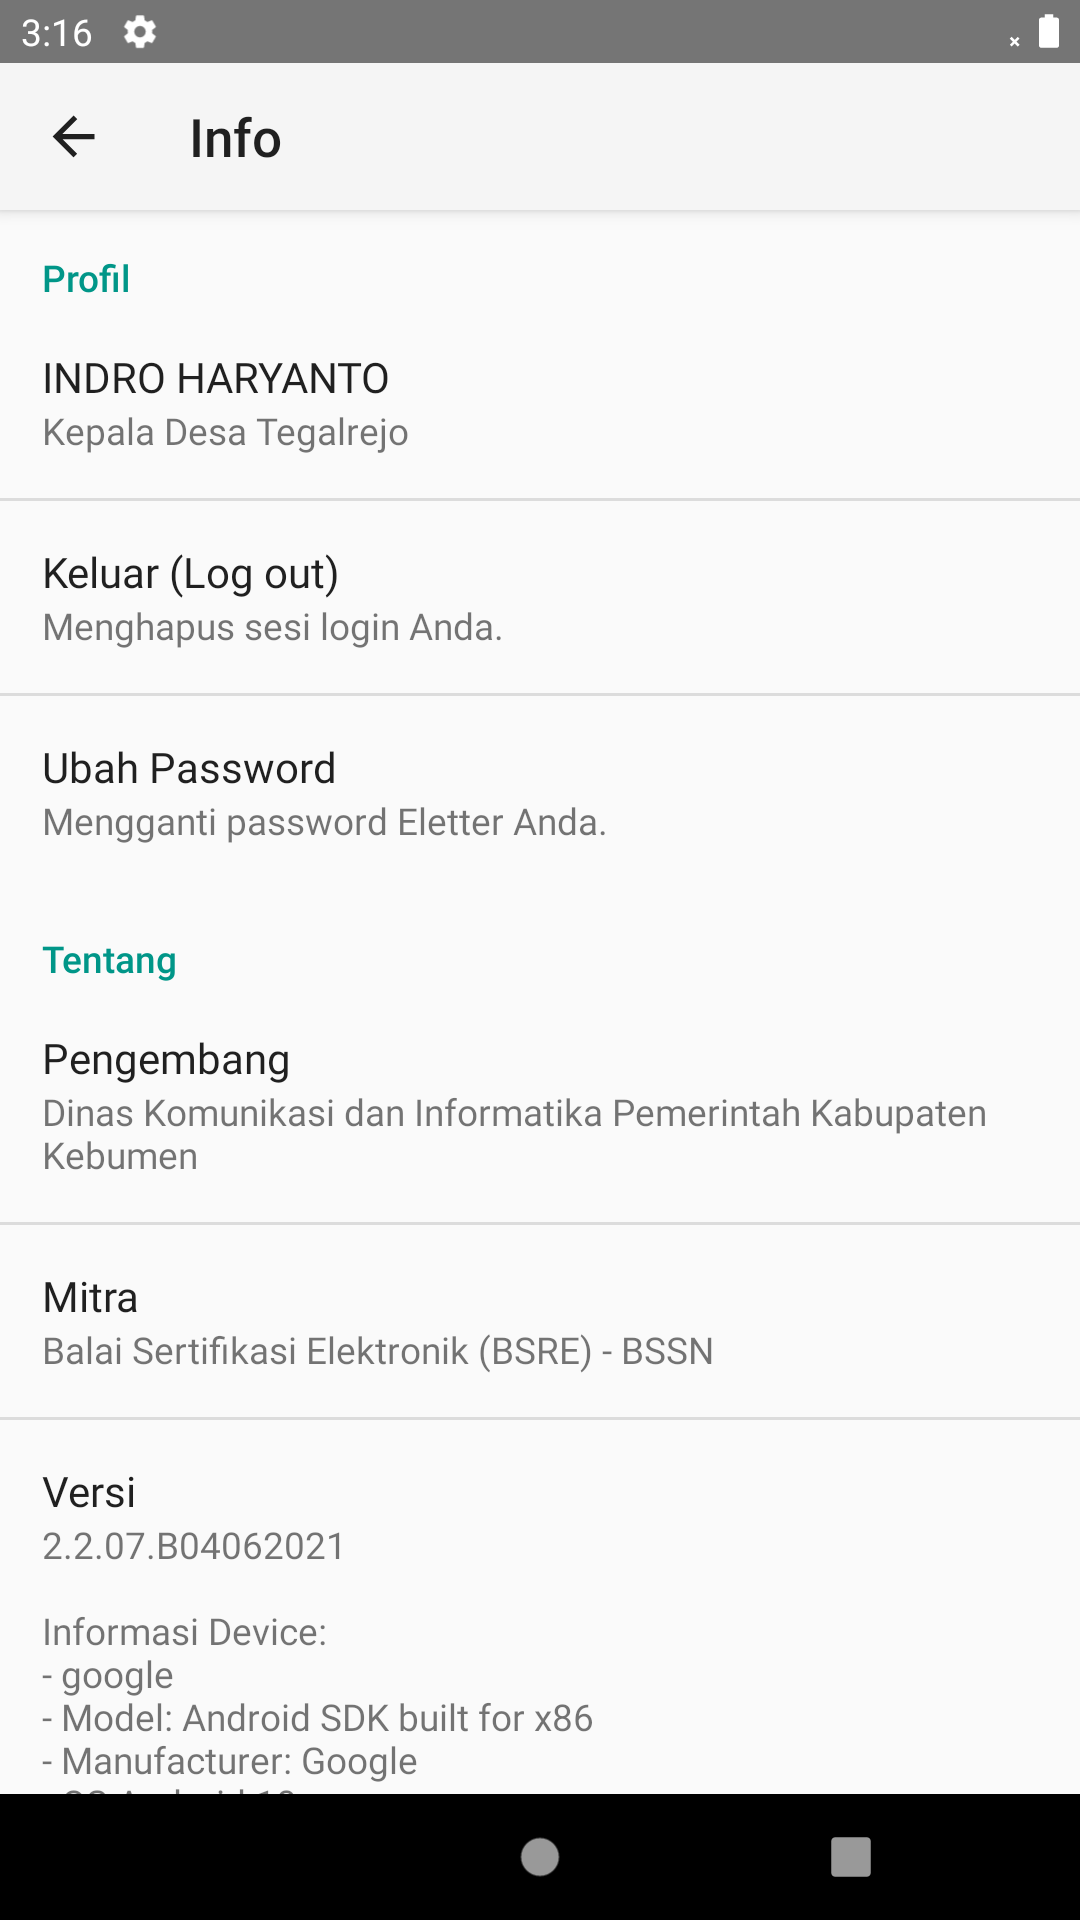 3:16
Info
Profil
INDRO HARYANTO
Kepala Desa Tegalrejo
Keluar (Log out)
Menghapus sesi login Anda.
Ubah Password
Mengganti password Eletter Anda.
Tentang
Pengembang
Dinas Komunikasi dan Informatika Pemerintah Kabupaten
Kebumen
Mitra
Balai Sertifikasi Elektronik (BSRE) - BSSN
Versi
2.2.07.B04062021
Informasi Device:
- google
- Model: Android SDK built for x86
- Manufacturer: Google